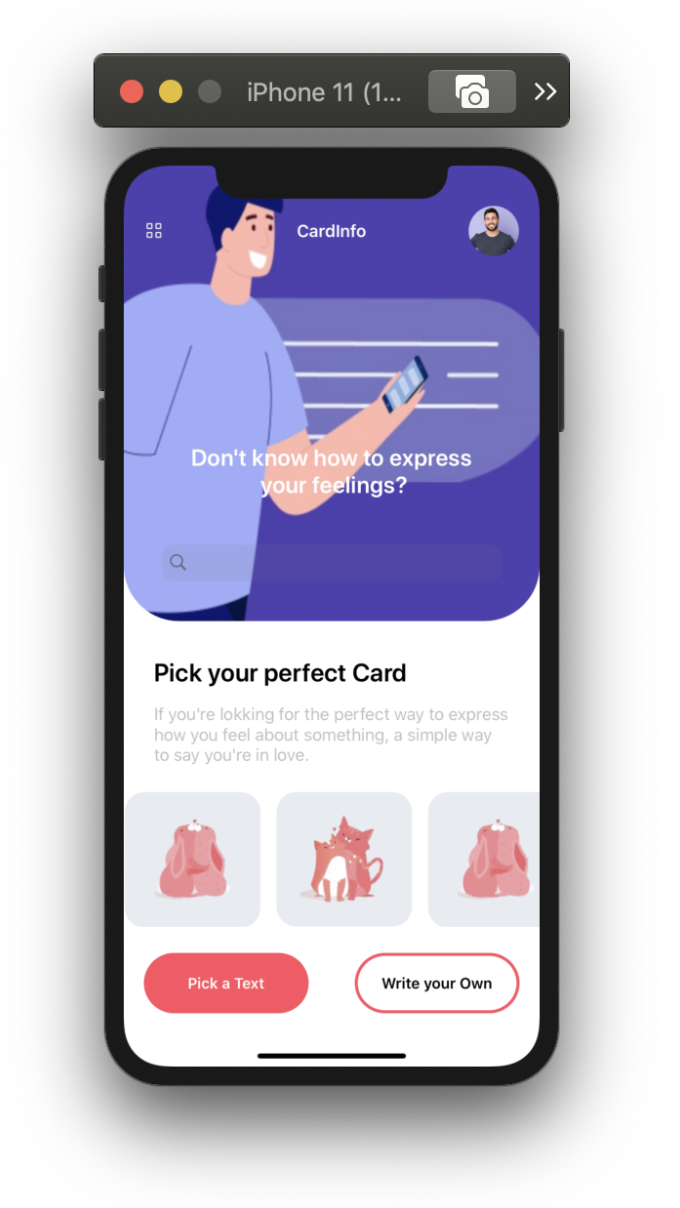 iPhone 11 (1...
CardInfo
Don't know how to express
your feelings?
Pick your perfect Card
If you're lokking for the perfect way to express
how you feel about something, a simple way
to say you're in love.
Pick a Text
Write your Own